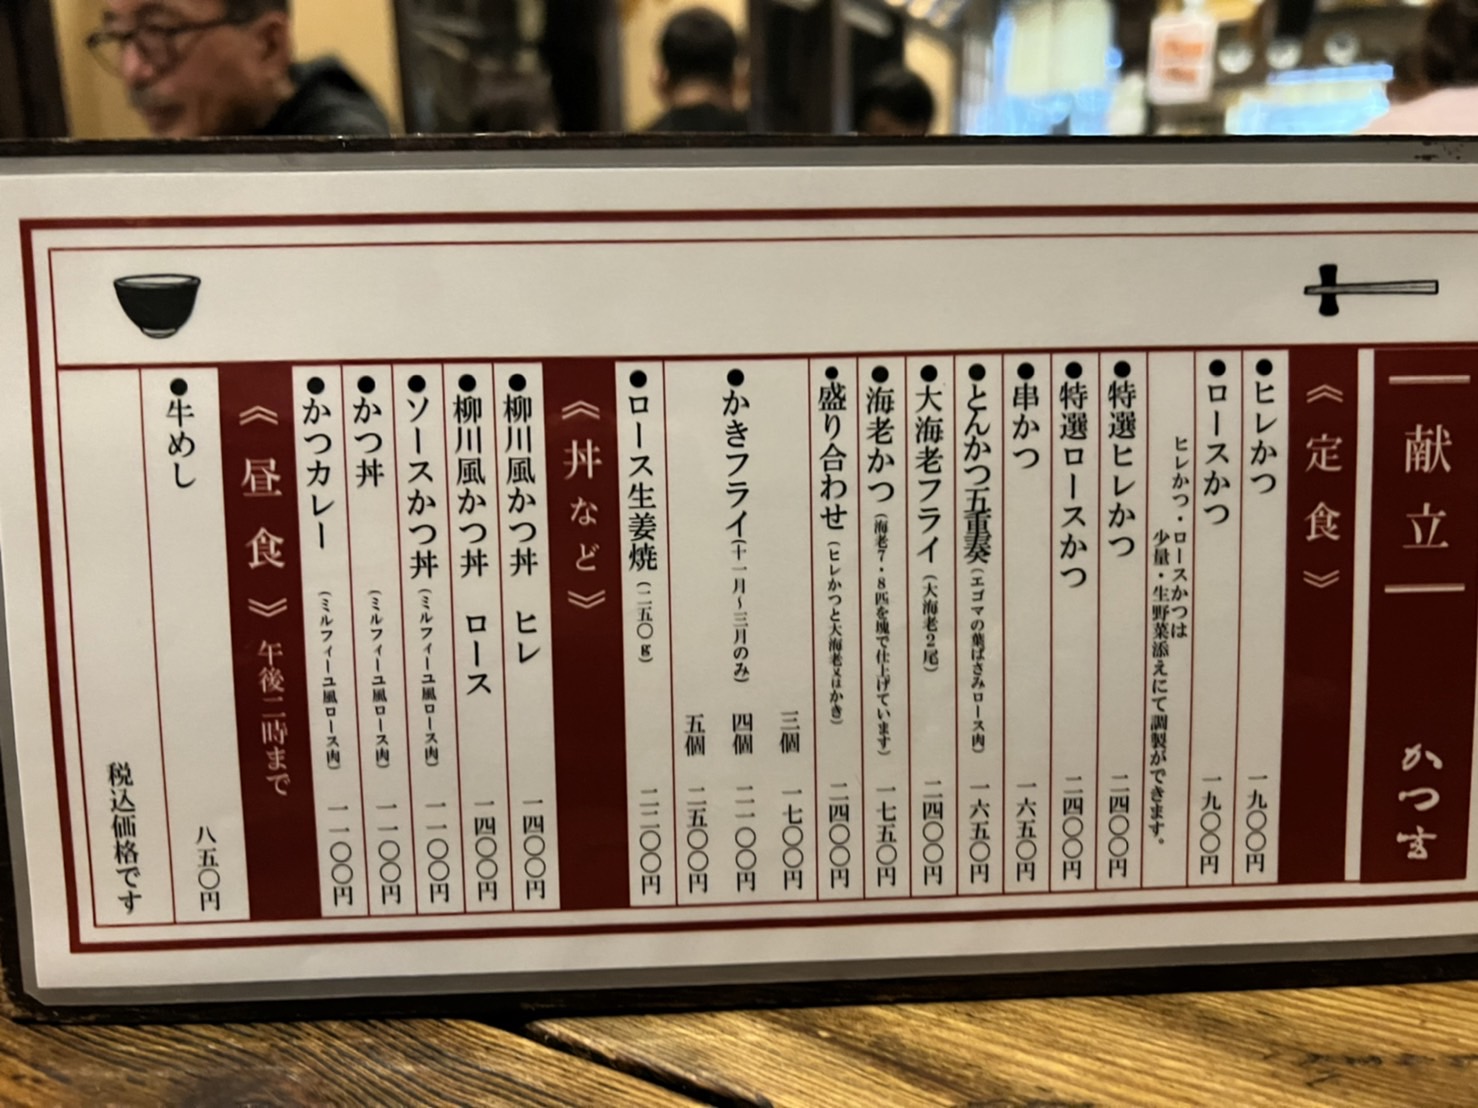 献立
かつ吉
《定食》
●ヒレかつ 一九〇〇円
●ロースかつ 一九〇〇円
ヒレかつ・ロースかつは
少量・生野菜添えにて調製ができます。
●特選ヒレかつ 二四〇〇円
●特選ロースかつ 二四〇〇円
●串かつ 一六五〇円
●とんかつ五重奏(エゴマの葉ばさみロース肉) 一六五〇円
●大海老フライ(大海老2尾) 二四〇〇円
●海老かつ(海老7・8匹を塊で仕上げています) 一七五〇円
●盛り合わせ(ヒレかつと大海老又はかき) 二四〇〇円
●かきフライ(十一月～三月のみ) 三個 一七〇〇円
四個 二一〇〇円
五個 二五〇〇円
●ロース生姜焼(二五〇g) 二二〇〇円
《丼など》
●柳川風かつ丼 ヒレ 一四〇〇円
●柳川風かつ丼 ロース 一四〇〇円
●ソースかつ丼(ミルフィーユ風ロース肉) 一一〇〇円
●かつ丼(ミルフィーユ風ロース肉) 一一〇〇円
●かつカレー(ミルフィーユ風ロース肉) 一一〇〇円
《昼食》午後二時まで
●牛めし 八五〇円
税込価格です